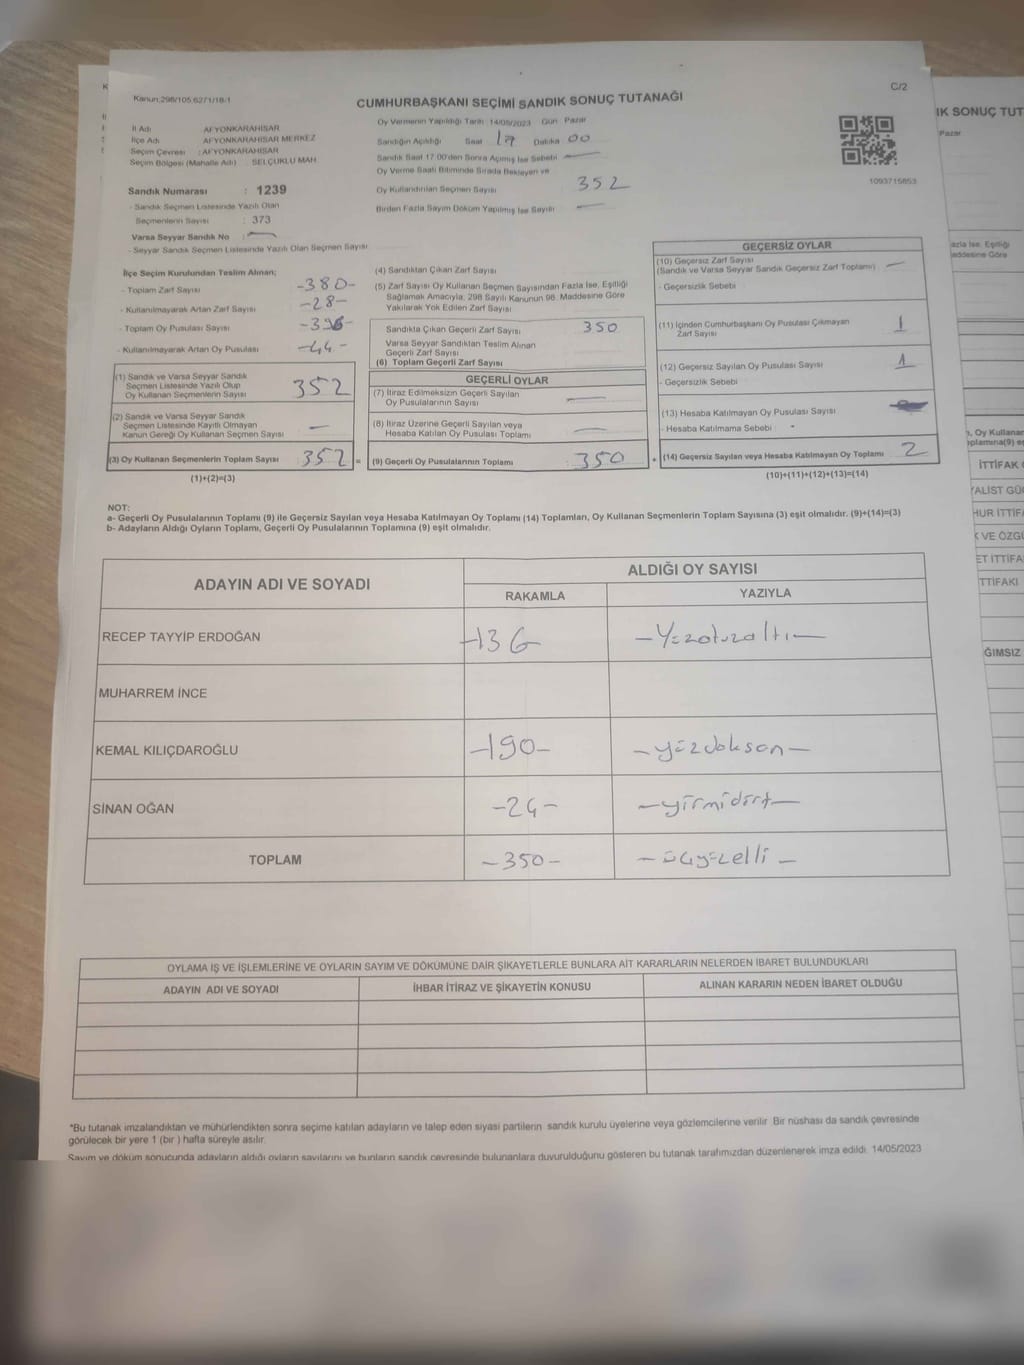 C/2
Kanun:298/105 6271/18-1
CUMHURBAŞKANI SEÇİMİ SANDIK SONUÇ TUTANAĞI
İl Adı : AFYONKARAHİSAR
İlçe Adı : AFYONKARAHİSAR MERKEZ
Seçim Çevresi : AFYONKARAHİSAR
Seçim Bölgesi (Mahalle Adı) : SELÇUKLU MAH.
Sandık Numarası : 1239
- Sandık Seçmen Listesinde Yazılı Olan
Seçmenlerin Sayısı : 373
Varsa Seyyar Sandık No : —
- Seyyar Sandık Seçmen Listesinde Yazılı Olan Seçmen Sayısı
Oy Vermenin Yapıldığı Tarih: 14/05/2023 Gün: Pazar
Sandığın Açıldığı Saat 17 Dakika 00
Sandık Saat 17.00'den Sonra Açılmış İse Sebebi —
Oy Verme Saati Bitiminde Sırada Bekleyen ve
Oy Kullandırılan Seçmen Sayısı 352
Birden Fazla Sayım Döküm Yapılmış İse Sayısı —
1093715853
İlçe Seçim Kurulundan Teslim Alınan;
- Toplam Zarf Sayısı -380-
- Kullanılmayarak Artan Zarf Sayısı -28-
- Toplam Oy Pusulası Sayısı -396-
- Kullanılmayarak Artan Oy Pusulası -44-
(1) Sandık ve Varsa Seyyar Sandık
Seçmen Listesinde Yazılı Olup
Oy Kullanan Seçmenlerin Sayısı 352
(2) Sandık ve Varsa Seyyar Sandık
Seçmen Listesinde Kayıtlı Olmayan
Kanun Gereği Oy Kullanan Seçmen Sayısı —
(3) Oy Kullanan Seçmenlerin Toplam Sayısı 352 =
(1)+(2)=(3)
(4) Sandıktan Çıkan Zarf Sayısı
(5) Zarf Sayısı Oy Kullanan Seçmen Sayısından Fazla İse, Eşitliği
Sağlamak Amacıyla, 298 Sayılı Kanunun 98. Maddesine Göre
Yakılarak Yok Edilen Zarf Sayısı
Sandıkta Çıkan Geçerli Zarf Sayısı 350
Varsa Seyyar Sandıktan Teslim Alınan
Geçerli Zarf Sayısı
(6) Toplam Geçerli Zarf Sayısı
GEÇERLİ OYLAR
(7) İtiraz Edilmeksizin Geçerli Sayılan
Oy Pusulalarının Sayısı —
(8) İtiraz Üzerine Geçerli Sayılan veya
Hesaba Katılan Oy Pusulası Toplamı —
(9) Geçerli Oy Pusulalarının Toplamı : 350 +
GEÇERSİZ OYLAR
(10) Geçersiz Zarf Sayısı
(Sandık ve Varsa Seyyar Sandık Geçersiz Zarf Toplamı) —
- Geçersizlik Sebebi
(11) İçinden Cumhurbaşkanı Oy Pusulası Çıkmayan
Zarf Sayısı 1
(12) Geçersiz Sayılan Oy Pusulası Sayısı 1
- Geçersizlik Sebebi
(13) Hesaba Katılmayan Oy Pusulası Sayısı
- Hesaba Katılmama Sebebi
(14) Geçersiz Sayılan veya Hesaba Katılmayan Oy Toplamı 2
(10)+(11)+(12)+(13)=(14)
NOT:
a- Geçerli Oy Pusulalarının Toplamı (9) ile Geçersiz Sayılan veya Hesaba Katılmayan Oy Toplamı (14) Toplamları, Oy Kullanan Seçmenlerin Toplam Sayısına (3) eşit olmalıdır. (9)+(14)=(3)
b- Adayların Aldığı Oyların Toplamı, Geçerli Oy Pusulalarının Toplamına (9) eşit olmalıdır.
ADAYIN ADI VE SOYADI ALDIĞI OY SAYISI
RAKAMLA YAZIYLA
RECEP TAYYİP ERDOĞAN -136 -Yüzotuzaltı-
MUHARREM İNCE
KEMAL KILIÇDAROĞLU -190- -yüzdoksan-
SİNAN OĞAN -24- -yirmidört-
TOPLAM -350- -üçyüzelli-
OYLAMA İŞ VE İŞLEMLERİNE VE OYLARIN SAYIM VE DÖKÜMÜNE DAİR ŞİKAYETLERLE BUNLARA AİT KARARLARIN NELERDEN İBARET BULUNDUKLARI
ADAYIN ADI VE SOYADI İHBAR İTİRAZ VE ŞİKAYETİN KONUSU ALINAN KARARIN NEDEN İBARET OLDUĞU
*Bu tutanak imzalandıktan ve mühürlendikten sonra seçime katılan adayların ve talep eden siyasi partilerin sandık kurulu üyelerine veya gözlemcilerine verilir. Bir nüshası da sandık çevresinde
görülecek bir yere 1 (bir ) hafta süreyle asılır.
Sayım ve döküm sonucunda adayların aldığı oyların sayılarını ve bunların sandık çevresinde bulunanlara duyurulduğunu gösteren bu tutanak tarafımızdan düzenlenerek imza edildi. 14/05/2023
IK SONUÇ TUT
Pazar
azla İse, Eşitliği
addesine Göre
, Oy Kullanan
İTTİFAK
HUR İTTİF
K VE ÖZG
ET İTTİFA
TTİFAKI
ĞIMSIZ